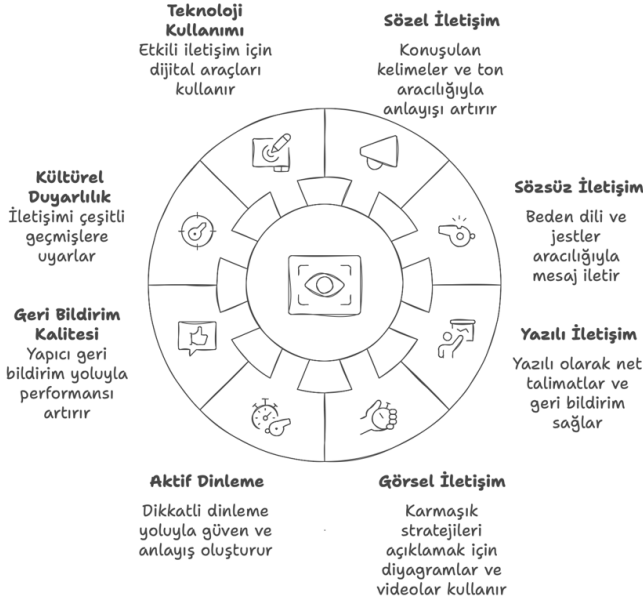 Teknoloji
Kullanımı
Etkili iletişim için
dijital araçları
kullanır
Sözel İletişim
Konuşulan
kelimeler ve ton
aracılığıyla
anlayışı artırır
Sözsüz İletişim
Beden dili ve
jestler
aracılığıyla
mesaj iletir
Yazılı İletişim
Yazılı olarak net
talimatlar ve
geri bildirim
sağlar
Görsel İletişim
Karmaşık
stratejileri
açıklamak için
diyagramlar ve
videolar kullanır
Aktif Dinleme
Dikkatli dinleme
yoluyla güven ve
anlayış oluşturur
Geri Bildirim
Kalitesi
Yapıcı geri
bildirim yoluyla
performansı
artırır
Kültürel
Duyarlılık
İletişimi çeşitli
geçmişlere
uyarlar